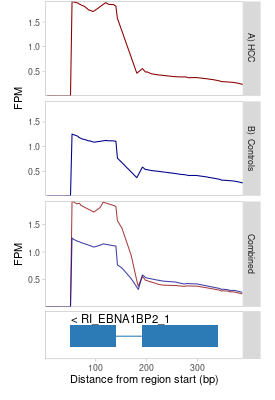 1.5
1.0
0.5
A) HCC
FPM
1.5
1.0
0.5
B) Controls
FPM
1.5
1.0
0.5
Combined
< RI_EBNA1BP2_1
100
200
300
Distance from region start (bp)